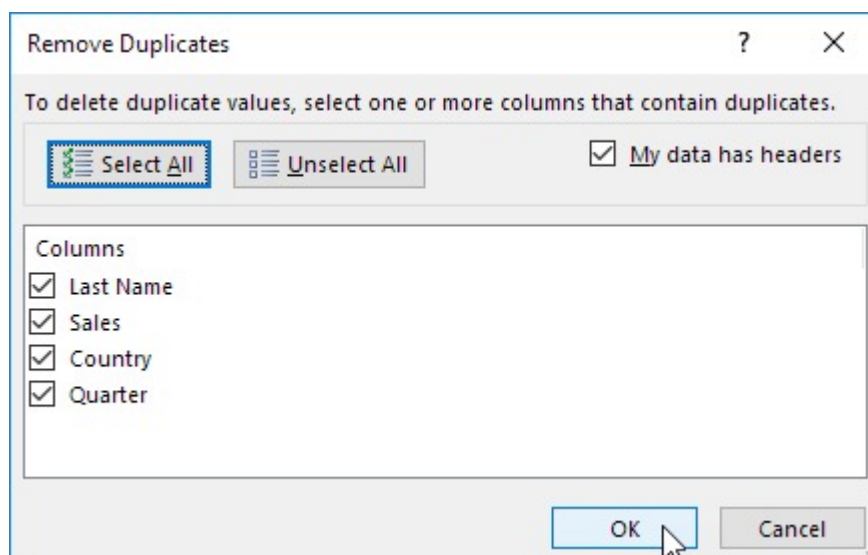 Remove Duplicates ?
To delete duplicate values, select one or more columns that contain duplicates.
Select All Unselect All My data has headers
Columns
Last Name
Sales
Country
Quarter
OK Cancel